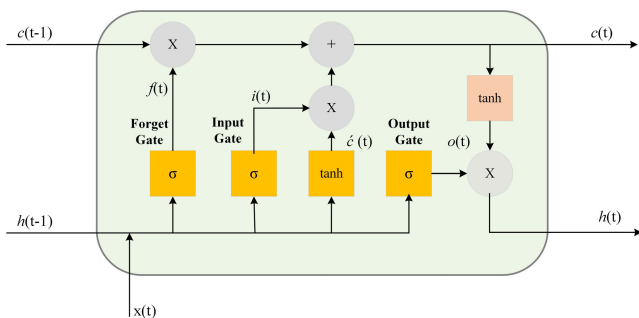 c(t-1)
X
+
c(t)
f(t)
i(t)
X
tanh
Forget
Gate
Input
Gate
ć (t)
Output
Gate
o(t)
σ
σ
tanh
σ
X
h(t-1)
h(t)
x(t)